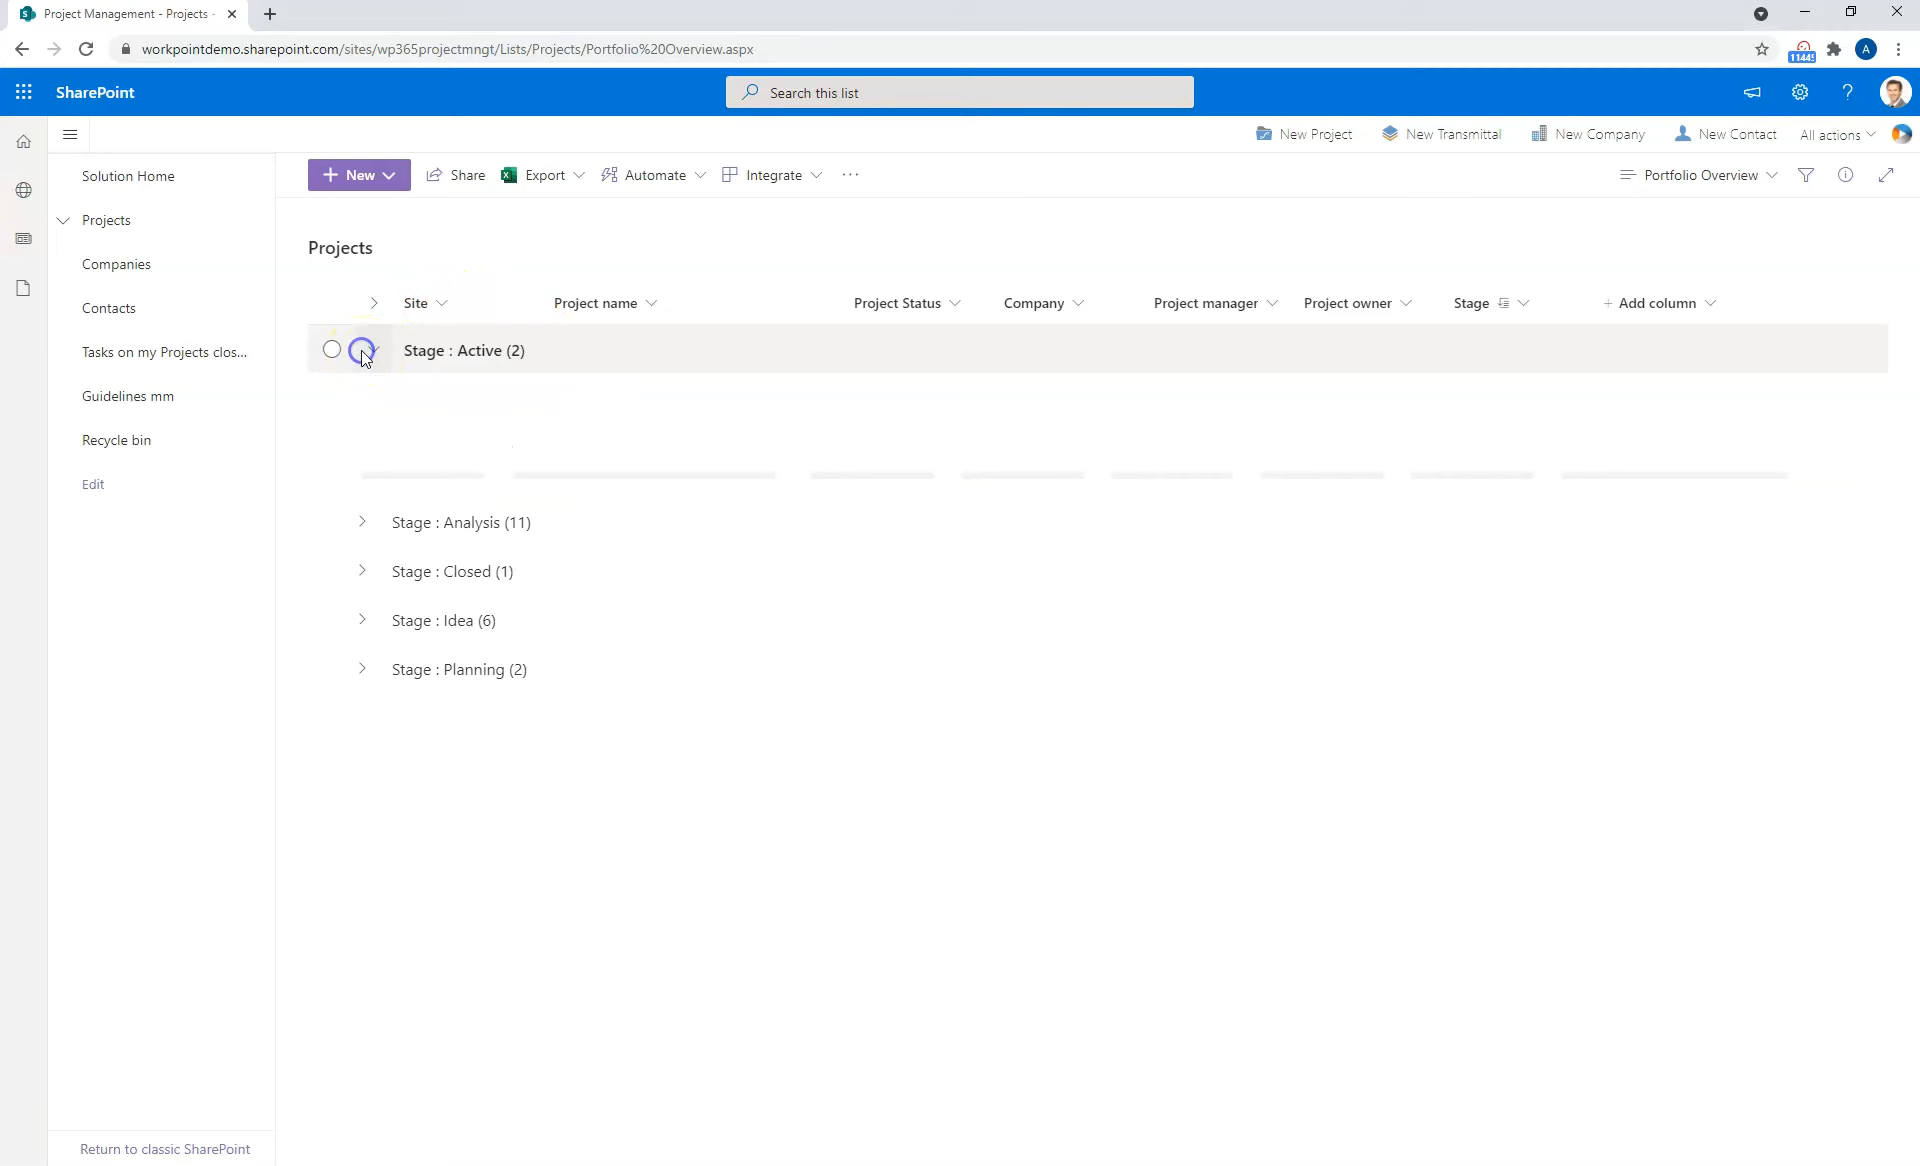 Project Management - Projects -
workpointdemo.sharepoint.com/sites/wp365projectmngt/Lists/Projects/Portfolio%20Overview.aspx
A
SharePoint
Search this list
New Project
New Transmittal
New Company
New Contact
All actions
Solution Home
Projects
Companies
Contacts
Tasks on my Projects clos...
Guidelines mm
Recycle bin
Edit
Return to classic SharePoint
+ New
Share
Export
Automate
Integrate
...
Portfolio Overview
Projects
Site
Project name
Project Status
Company
Project manager
Project owner
Stage
+ Add column
Stage : Active (2)
Stage : Analysis (11)
Stage : Closed (1)
Stage : Idea (6)
Stage : Planning (2)